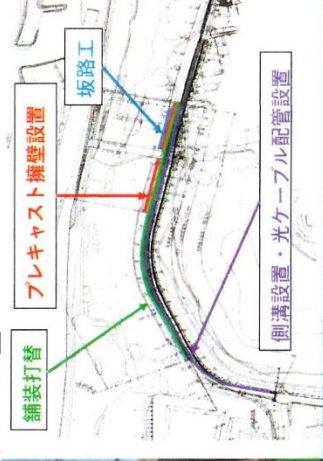 舗装打替
プレキャスト擁壁設置
坂路工
側溝設置・光ケーブル配管設置